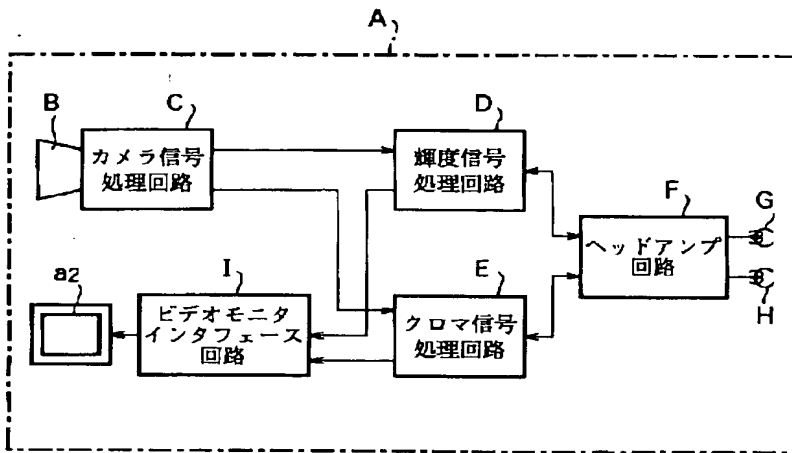 A
B
C
カメラ信号
処理回路
D
輝度信号
処理回路
F
ヘッドアンプ
回路
G
H
a2
I
ビデオモニタ
インタフェース
回路
E
クロマ信号
処理回路